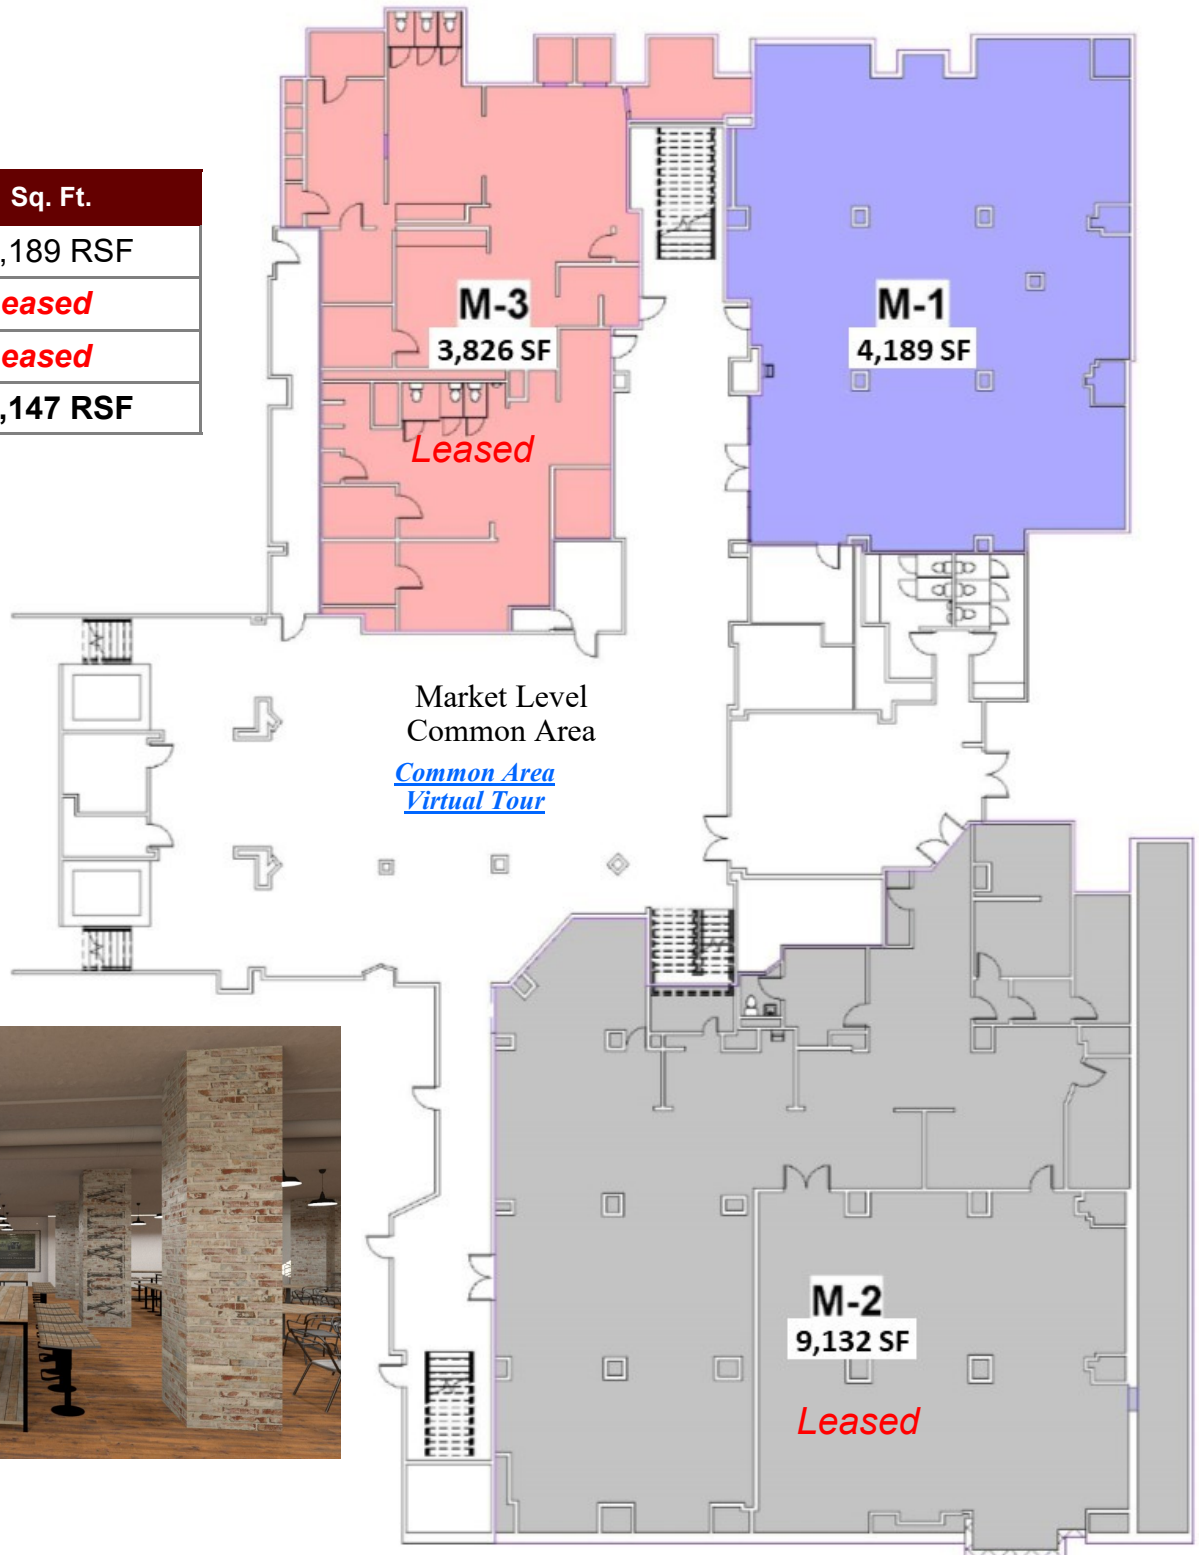 Sq. Ft.
,189 RSF
eased
eased
,147 RSF
M-3
3,826 SF
Leased
M-1
4,189 SF
Market Level
Common Area
Common Area
Virtual Tour
M-2
9,132 SF
Leased